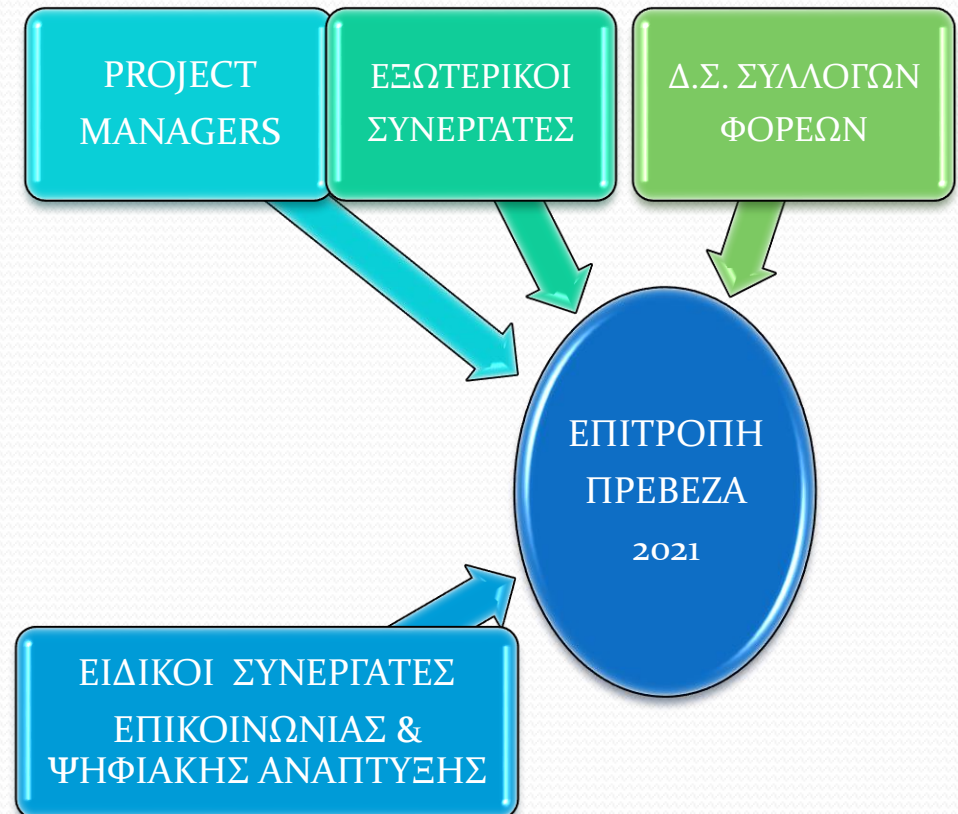 PROJECT
MANAGERS
ΕΞΩΤΕΡΙΚΟΙ
ΣΥΝΕΡΓΑΤΕΣ
Δ.Σ. ΣΥΛΛΟΓΩΝ
ΦΟΡΕΩΝ
ΕΠΙΤΡΟΠΗ
ΠΡΕΒΕΖΑ
2021
ΕΙΔΙΚΟΙ ΣΥΝΕΡΓΑΤΕΣ
ΕΠΙΚΟΙΝΩΝΙΑΣ &
ΨΗΦΙΑΚΗΣ ΑΝΑΠΤΥΞΗΣ